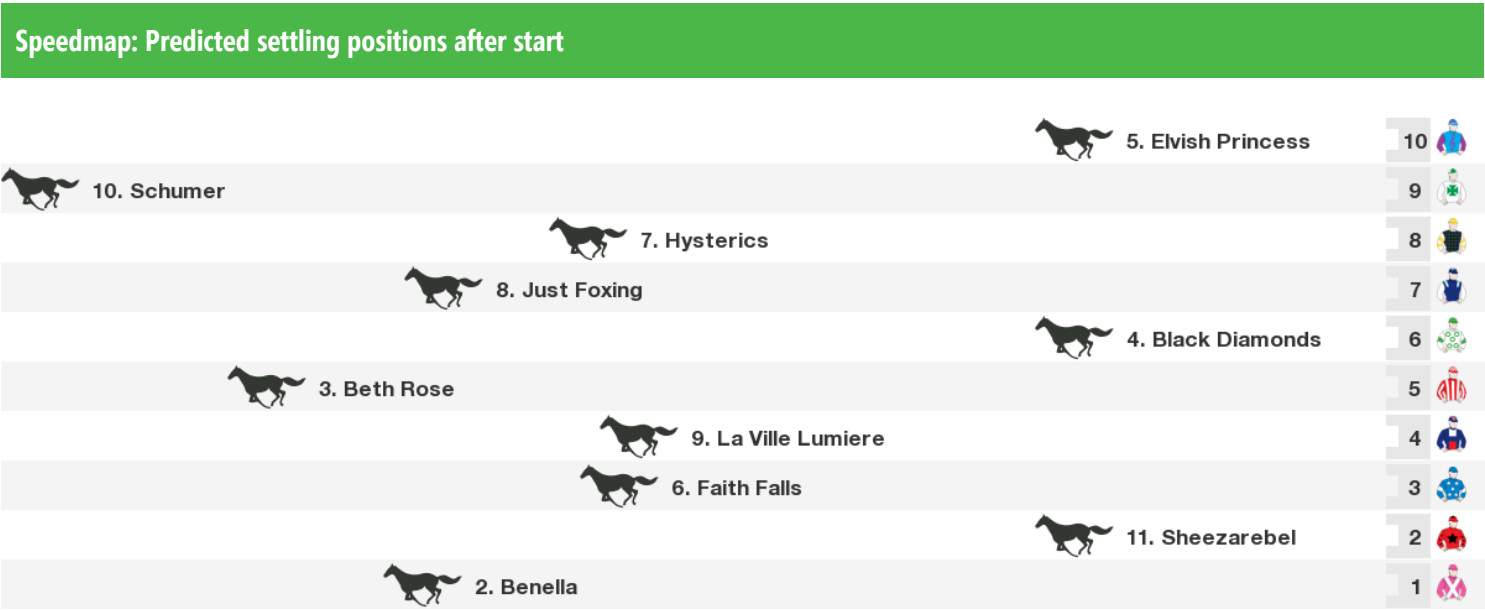 Speedmap: Predicted settling positions after start
5. Elvish Princess 10
10. Schumer 9
7. Hysterics 8
8. Just Foxing 7
4. Black Diamonds 6
3. Beth Rose 5
9. La Ville Lumiere 4
6. Faith Falls 3
11. Sheezarebel 2
2. Benella 1